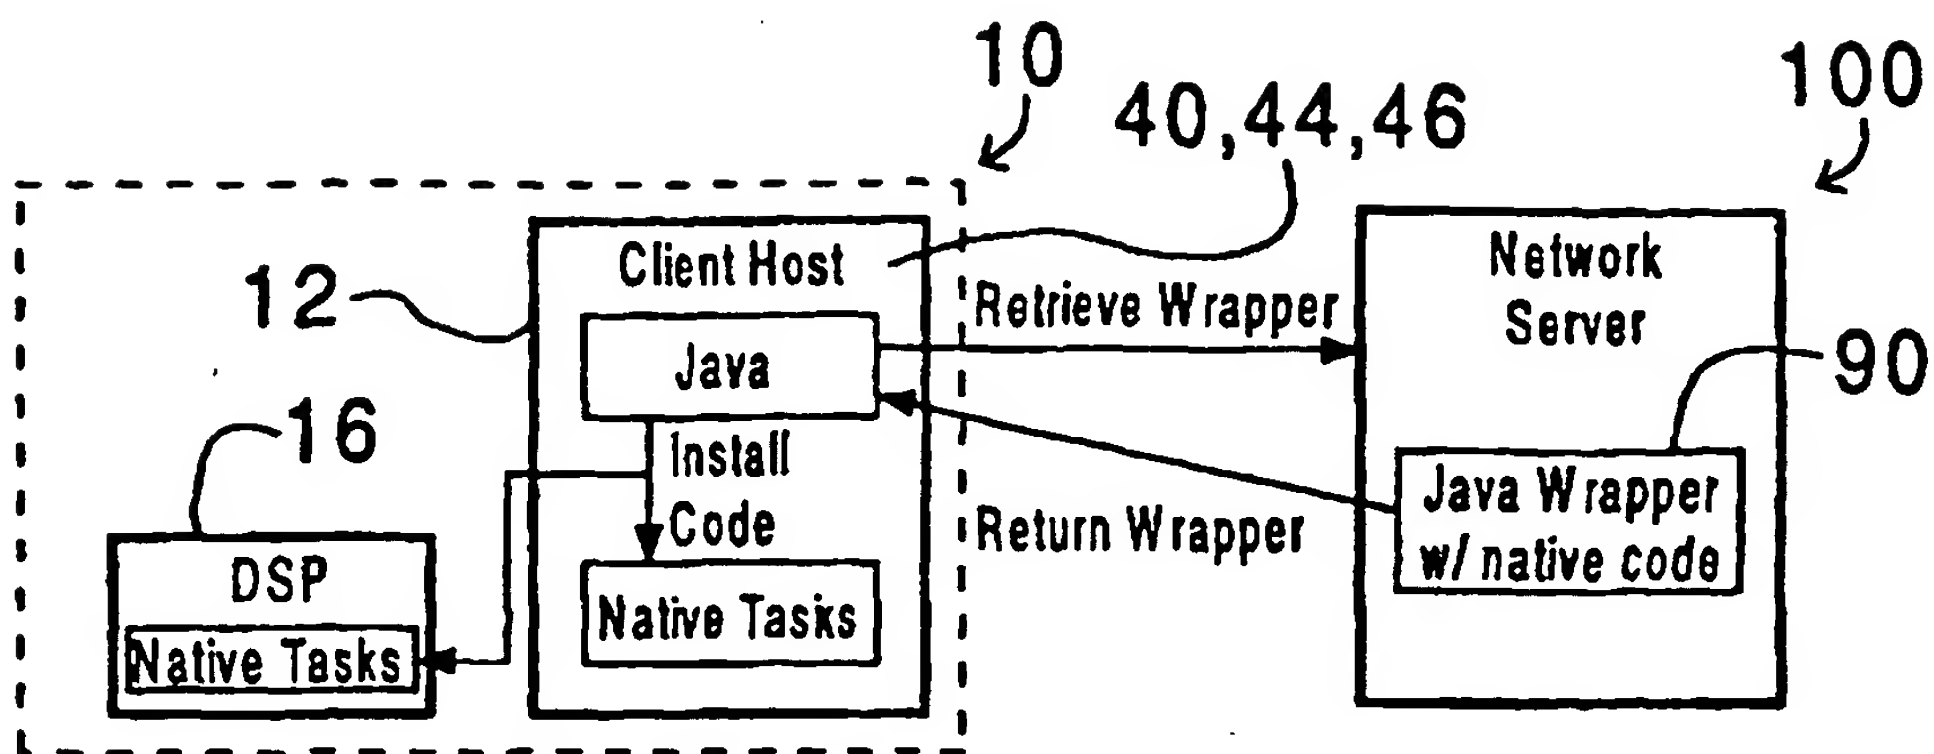 10
100
40,44,46
Client Host
Network
Server
12
Retrieve Wrapper
Java
90
16
Install
Code
Java Wrapper
w/ native code
Return Wrapper
DSP
Native Tasks
Native Tasks